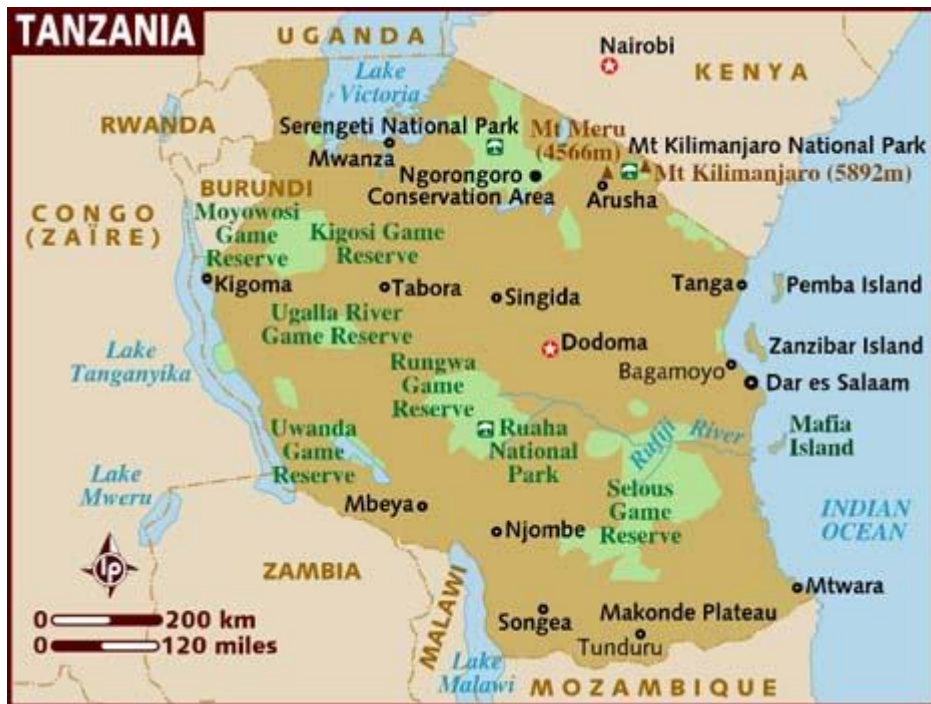 TANZANIA
UGANDA
Nairobi
KENYA
Lake
Victoria
RWANDA
Serengeti National Park
Mwanza
Mt Meru
(4566m)
Mt Kilimanjaro National Park
Mt Kilimanjaro (5892m)
Ngorongoro
Conservation Area
Arusha
BURUNDI
CONGO
(ZAÏRE)
Moyowosi
Game
Reserve
Kigosi Game
Reserve
Kigoma
Tabora
Singida
Tanga
Pemba Island
Ugalla River
Game Reserve
Dodoma
Zanzibar Island
Lake
Tanganyika
Rungwa
Game
Reserve
Bagamoyo
Dar es Salaam
Uwanda
Game
Reserve
Ruaha
National
Park
Rufiji
River
Mafia
Island
Lake
Mweru
Selous
Game
Reserve
Mbeya
Njombe
INDIAN
OCEAN
lp
ZAMBIA
MALAWI
Mtwara
0 200 km
0 120 miles
Songea
Makonde Plateau
Tunduru
Lake
Malawi
MOZAMBIQUE